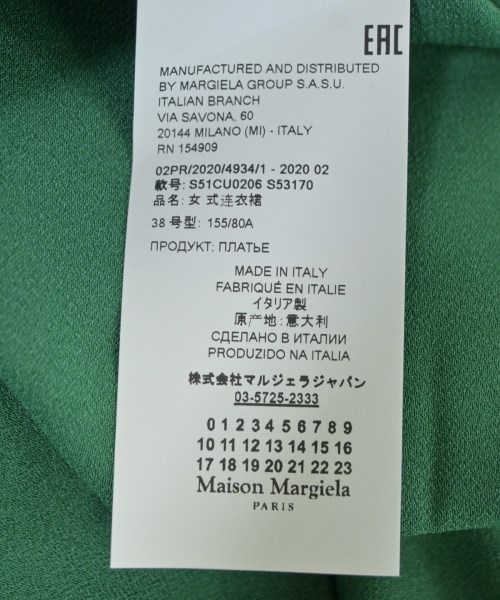 EAC
MANUFACTURED AND DISTRIBUTED
BY MARGIELA GROUP S.A.S.U.
ITALIAN BRANCH
VIA SAVONA, 60
20144 MILANO (MI) - ITALY
RN 154909
02PR/2020/4934/1 - 2020 02
款号: S51CU0206 S53170
品名: 女 式连衣裙
38 号型: 155/80A
ПРОДУКТ: ПЛАТЬЕ
MADE IN ITALY
FABRIQUÉ EN ITALIE
イタリア製
原产地: 意大利
СДЕЛАНО В ИТАЛИИ
PRODUZIDO NA ITALIA
株式会社マルジェラジャパン
03-5725-2333
0 1 2 3 4 5 6 7 8 9
10 11 12 13 14 15 16
17 18 19 20 21 22 23
Maison Margiela
PARIS